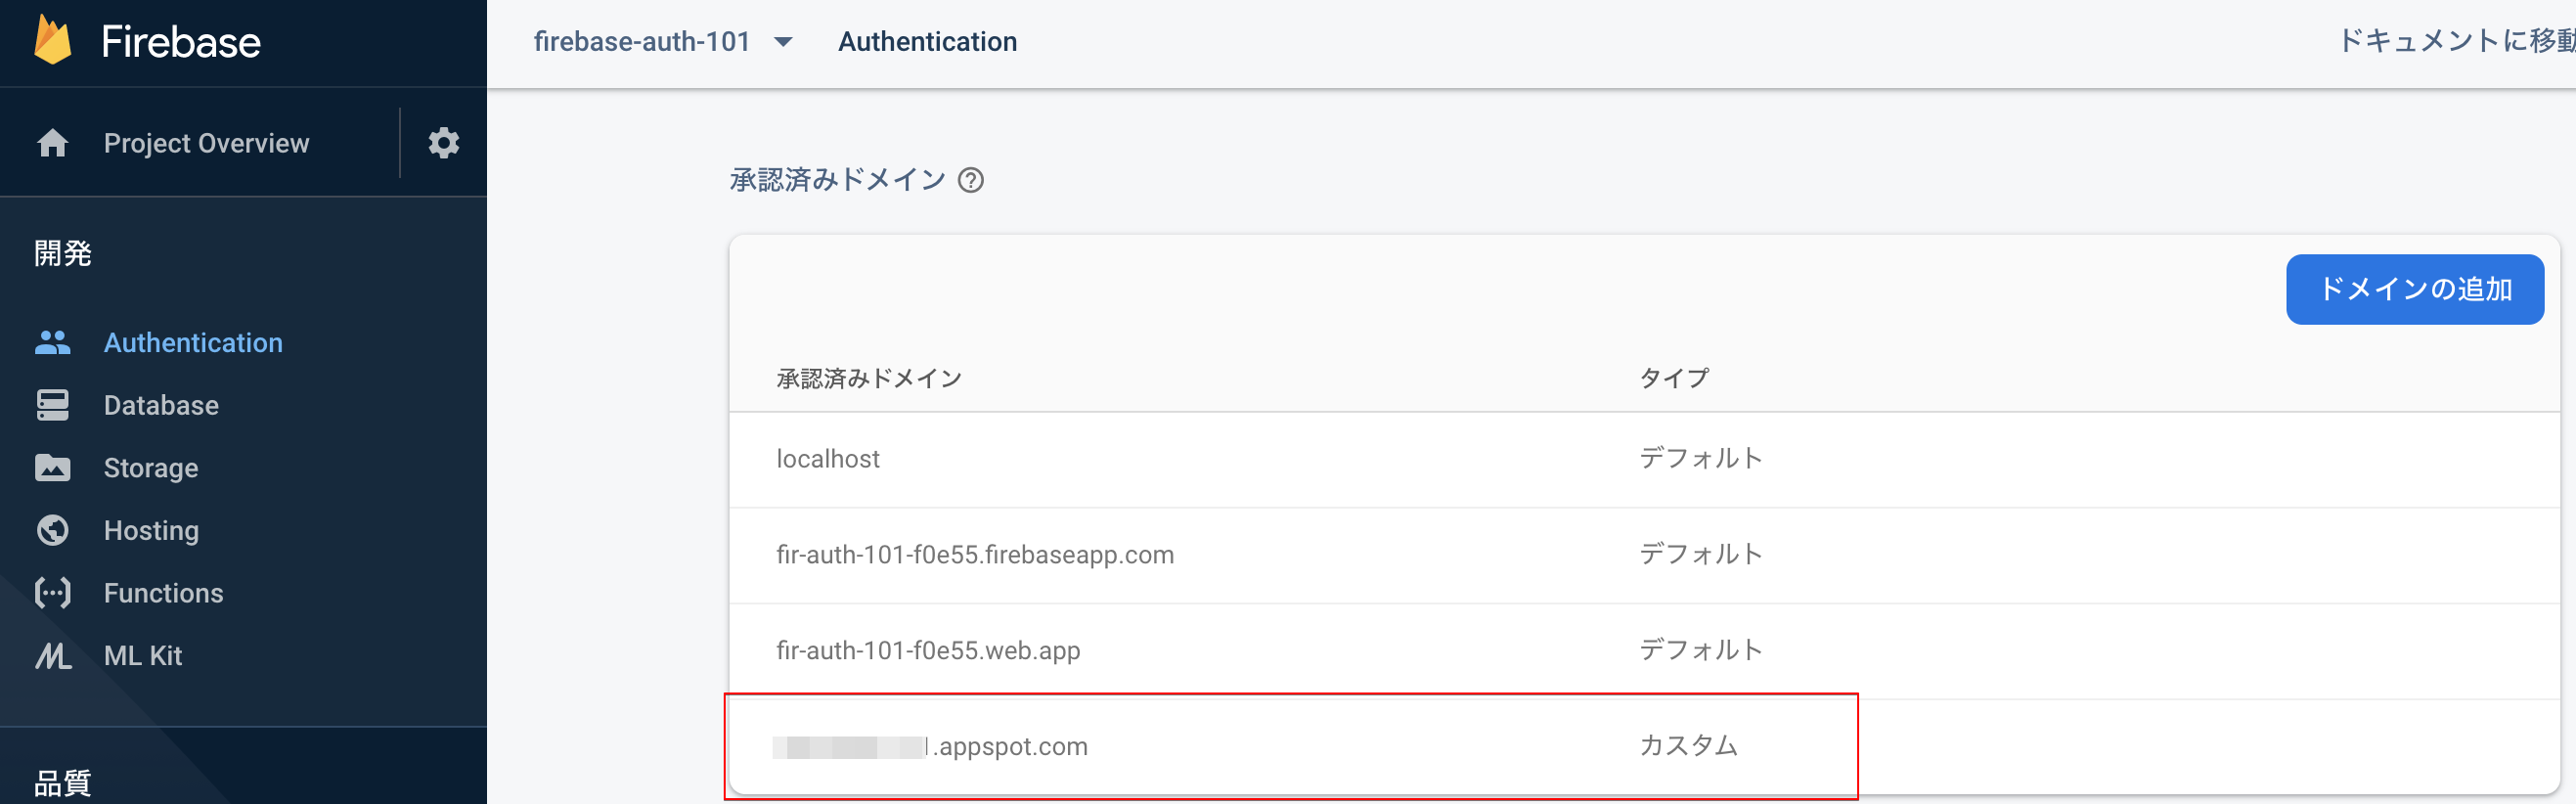 Firebase
firebase-auth-101
Authentication
ドキュメントに移動
Project Overview
承認済みドメイン
開発
ドメインの追加
Authentication
Database
Storage
Hosting
Functions
ML Kit
品質
承認済みドメイン タイプ
localhost デフォルト
fir-auth-101-f0e55.firebaseapp.com デフォルト
fir-auth-101-f0e55.web.app デフォルト
.appspot.com カスタム